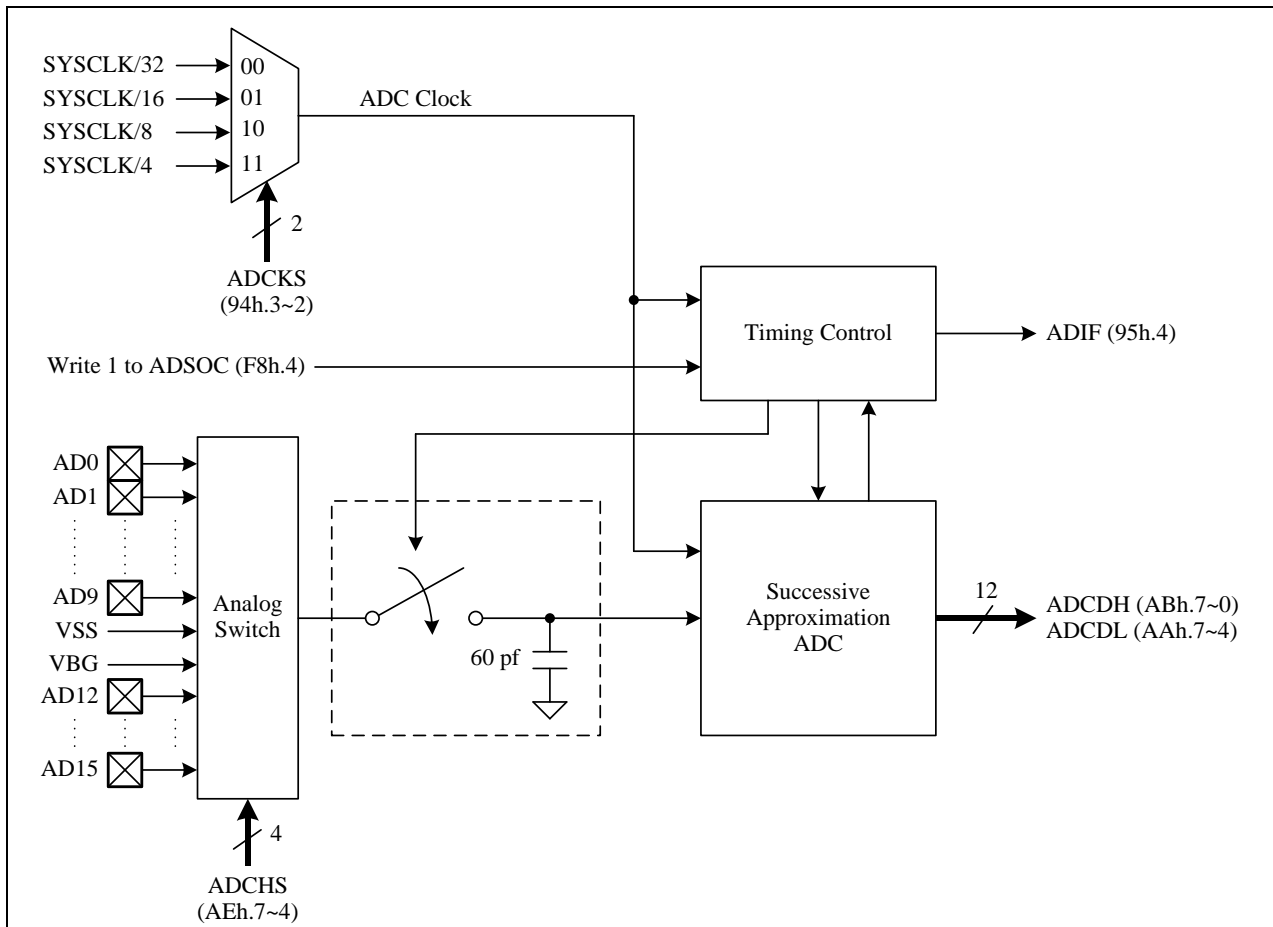 SYSCLK/32
00
SYSCLK/16
01
ADC Clock
SYSCLK/8
10
SYSCLK/4
11
2
ADCKS
(94h.3~2)
Timing Control
ADIF (95h.4)
Write 1 to ADSOC (F8h.4)
AD0
AD1
AD9
VSS
VBG
AD12
AD15
Analog
Switch
60 pf
Successive
Approximation
ADC
12
ADCDH (ABh.7~0)
ADCDL (AAh.7~4)
4
ADCHS
(AEh.7~4)